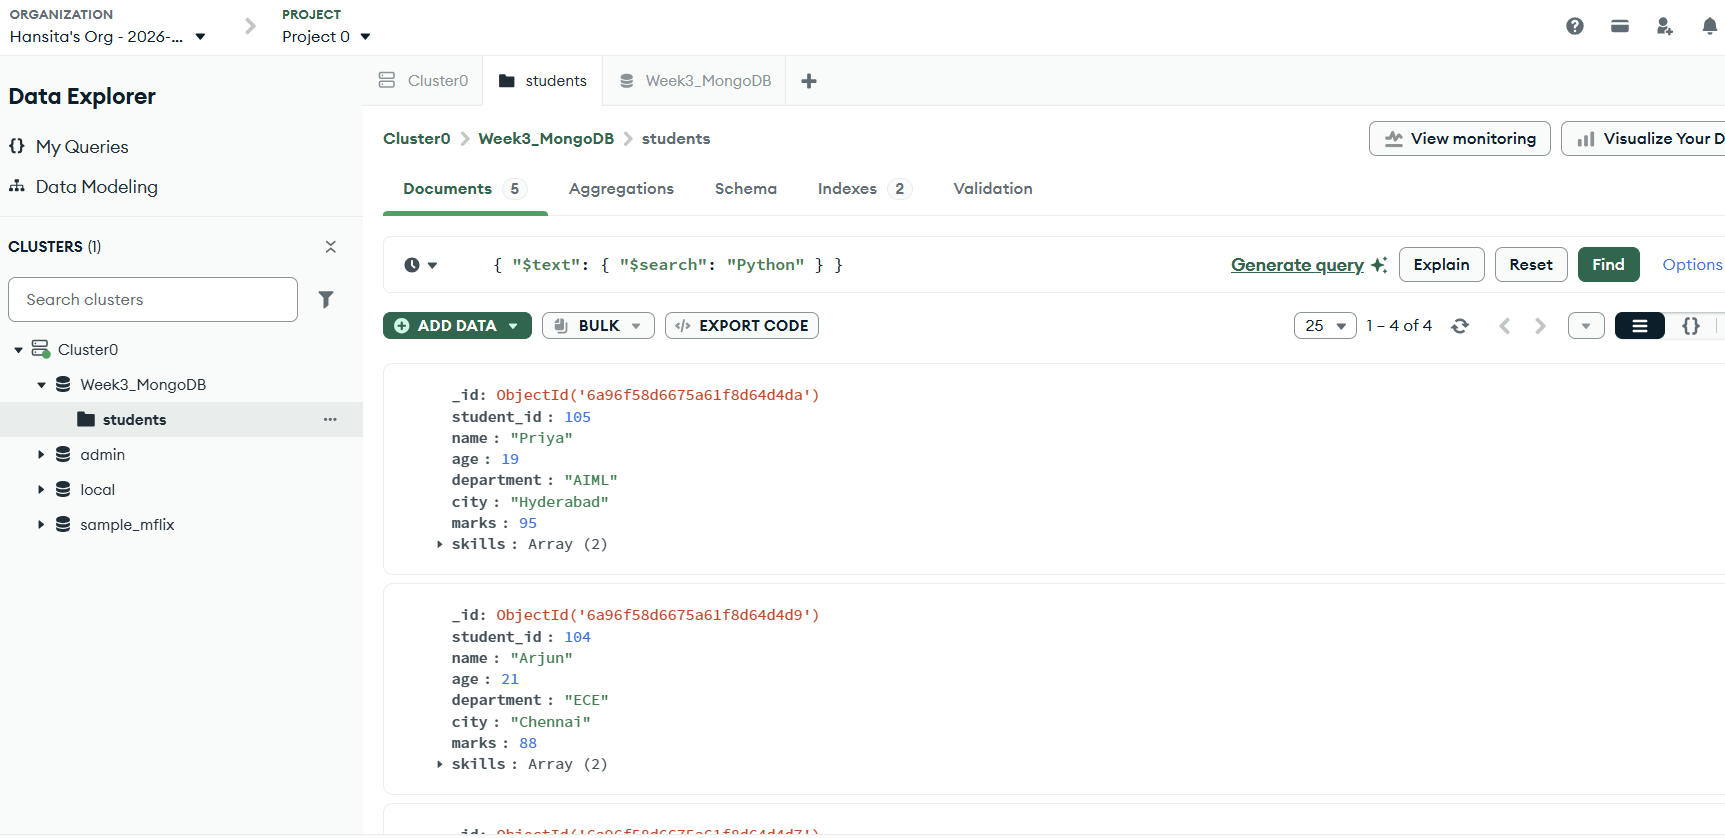 ORGANIZATION
Hansita's Org - 2026-...
PROJECT
Project 0
Data Explorer
My Queries
Data Modeling
CLUSTERS (1)
Search clusters
Cluster0
Week3_MongoDB
students
admin
local
sample_mflix
Cluster0
students
Week3_MongoDB
Cluster0 > Week3_MongoDB > students
View monitoring
Visualize Your D
Documents 5
Aggregations
Schema
Indexes 2
Validation
{ "$text": { "$search": "Python" } }
Generate query
Explain
Reset
Find
Options
ADD DATA
BULK
EXPORT CODE
25
1 – 4 of 4
_id: ObjectId('6a96f58d6675a61f8d64d4da')
student_id : 105
name : "Priya"
age : 19
department : "AIML"
city : "Hyderabad"
marks : 95
skills : Array (2)
_id: ObjectId('6a96f58d6675a61f8d64d4d9')
student_id : 104
name : "Arjun"
age : 21
department : "ECE"
city : "Chennai"
marks : 88
skills : Array (2)
_id: ObjectId('6a96f58d6675a61f8d64d4d7')